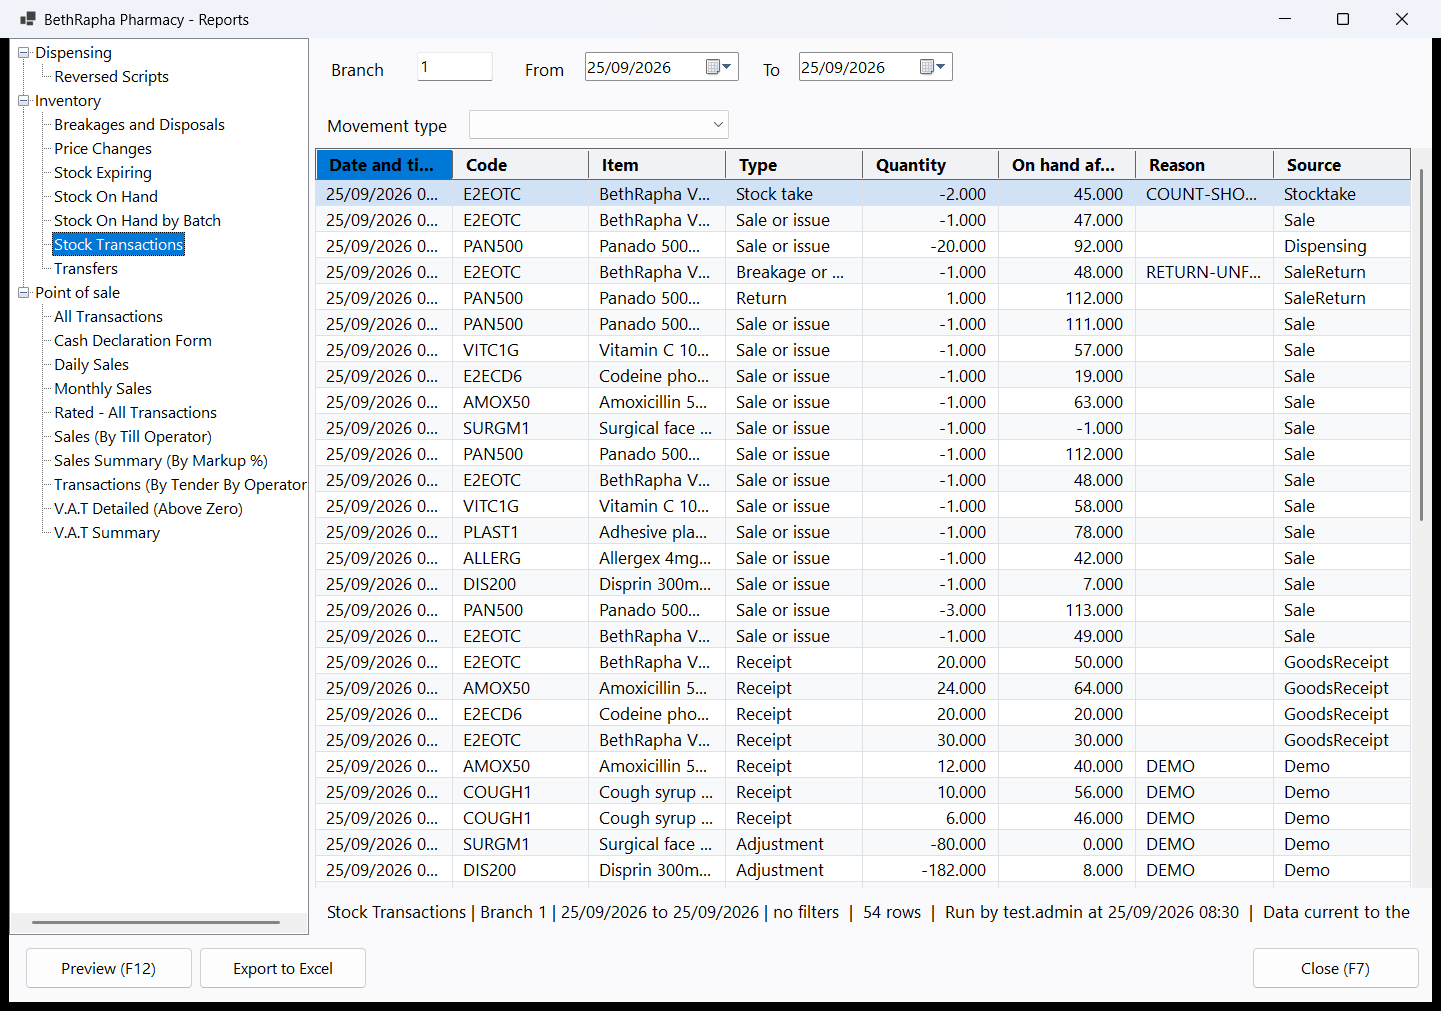 BethRapha Pharmacy - Reports
Dispensing
Reversed Scripts
Inventory
Breakages and Disposals
Price Changes
Stock Expiring
Stock On Hand
Stock On Hand by Batch
Stock Transactions
Transfers
Point of sale
All Transactions
Cash Declaration Form
Daily Sales
Monthly Sales
Rated - All Transactions
Sales (By Till Operator)
Sales Summary (By Markup %)
Transactions (By Tender By Operator
V.A.T Detailed (Above Zero)
V.A.T Summary
Branch 1 From 25/09/2026 To 25/09/2026
Movement type
Date and ti... Code Item Type Quantity On hand af... Reason Source
25/09/2026 0... E2EOTC BethRapha V... Stock take -2.000 45.000 COUNT-SHO... Stocktake
25/09/2026 0... E2EOTC BethRapha V... Sale or issue -1.000 47.000 Sale
25/09/2026 0... PAN500 Panado 500... Sale or issue -20.000 92.000 Dispensing
25/09/2026 0... E2EOTC BethRapha V... Breakage or ... -1.000 48.000 RETURN-UNF... SaleReturn
25/09/2026 0... PAN500 Panado 500... Return 1.000 112.000 SaleReturn
25/09/2026 0... PAN500 Panado 500... Sale or issue -1.000 111.000 Sale
25/09/2026 0... VITC1G Vitamin C 10... Sale or issue -1.000 57.000 Sale
25/09/2026 0... E2ECD6 Codeine pho... Sale or issue -1.000 19.000 Sale
25/09/2026 0... AMOX50 Amoxicillin 5... Sale or issue -1.000 63.000 Sale
25/09/2026 0... SURGM1 Surgical face ... Sale or issue -1.000 -1.000 Sale
25/09/2026 0... PAN500 Panado 500... Sale or issue -1.000 112.000 Sale
25/09/2026 0... E2EOTC BethRapha V... Sale or issue -1.000 48.000 Sale
25/09/2026 0... VITC1G Vitamin C 10... Sale or issue -1.000 58.000 Sale
25/09/2026 0... PLAST1 Adhesive pla... Sale or issue -1.000 78.000 Sale
25/09/2026 0... ALLERG Allergex 4mg... Sale or issue -1.000 42.000 Sale
25/09/2026 0... DIS200 Disprin 300m... Sale or issue -1.000 7.000 Sale
25/09/2026 0... PAN500 Panado 500... Sale or issue -3.000 113.000 Sale
25/09/2026 0... E2EOTC BethRapha V... Sale or issue -1.000 49.000 Sale
25/09/2026 0... E2EOTC BethRapha V... Receipt 20.000 50.000 GoodsReceipt
25/09/2026 0... AMOX50 Amoxicillin 5... Receipt 24.000 64.000 GoodsReceipt
25/09/2026 0... E2ECD6 Codeine pho... Receipt 20.000 20.000 GoodsReceipt
25/09/2026 0... E2EOTC BethRapha V... Receipt 30.000 30.000 GoodsReceipt
25/09/2026 0... AMOX50 Amoxicillin 5... Receipt 12.000 40.000 DEMO Demo
25/09/2026 0... COUGH1 Cough syrup ... Receipt 10.000 56.000 DEMO Demo
25/09/2026 0... COUGH1 Cough syrup ... Receipt 6.000 46.000 DEMO Demo
25/09/2026 0... SURGM1 Surgical face ... Adjustment -80.000 0.000 DEMO Demo
25/09/2026 0... DIS200 Disprin 300m... Adjustment -182.000 8.000 DEMO Demo
Stock Transactions | Branch 1 | 25/09/2026 to 25/09/2026 | no filters | 54 rows | Run by test.admin at 25/09/2026 08:30 | Data current to the
Preview (F12) Export to Excel Close (F7)